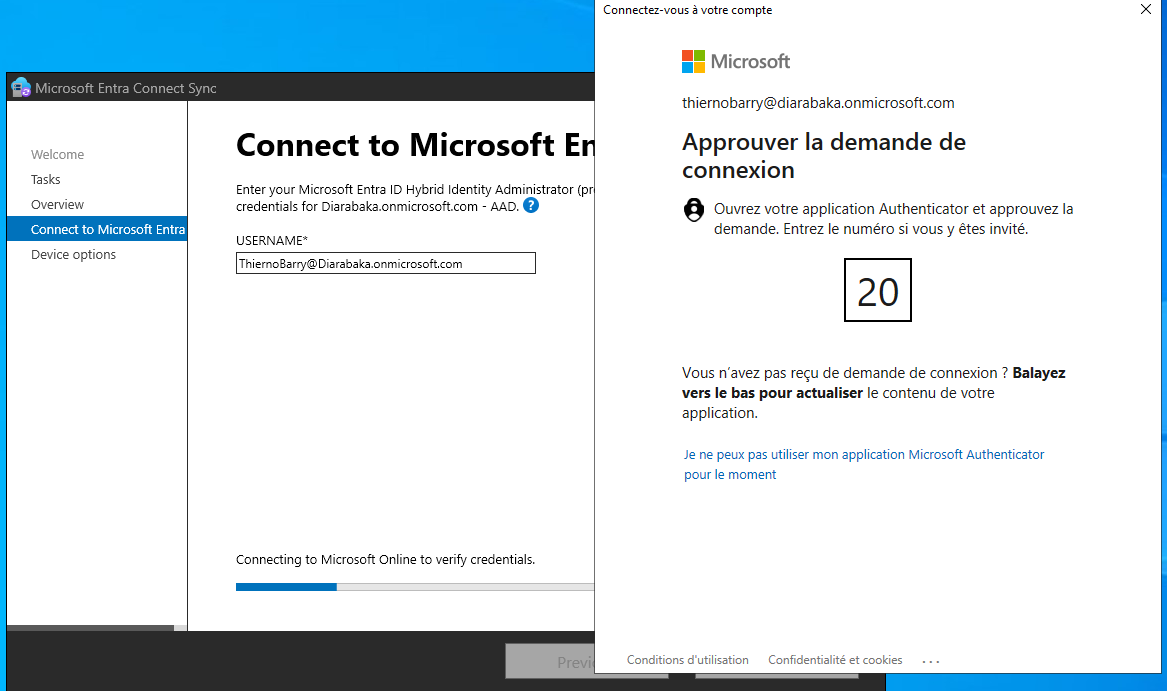 Connectez-vous à votre compte
Microsoft
thiernobarry@diarabaka.onmicrosoft.com
Approuver la demande de
connexion
Ouvrez votre application Authenticator et approuvez la
demande. Entrez le numéro si vous y êtes invité.
20
Vous n'avez pas reçu de demande de connexion ? Balayez
vers le bas pour actualiser le contenu de votre
application.
Je ne peux pas utiliser mon application Microsoft Authenticator
pour le moment
Conditions d'utilisation Confidentialité et cookies ...
Microsoft Entra Connect Sync
Welcome
Tasks
Overview
Connect to Microsoft Entra
Device options
Connect to Microsoft En
Enter your Microsoft Entra ID Hybrid Identity Administrator (pr
credentials for Diarabaka.onmicrosoft.com - AAD. ?
USERNAME*
ThiernoBarry@Diarabaka.onmicrosoft.com
Connecting to Microsoft Online to verify credentials.
Previ